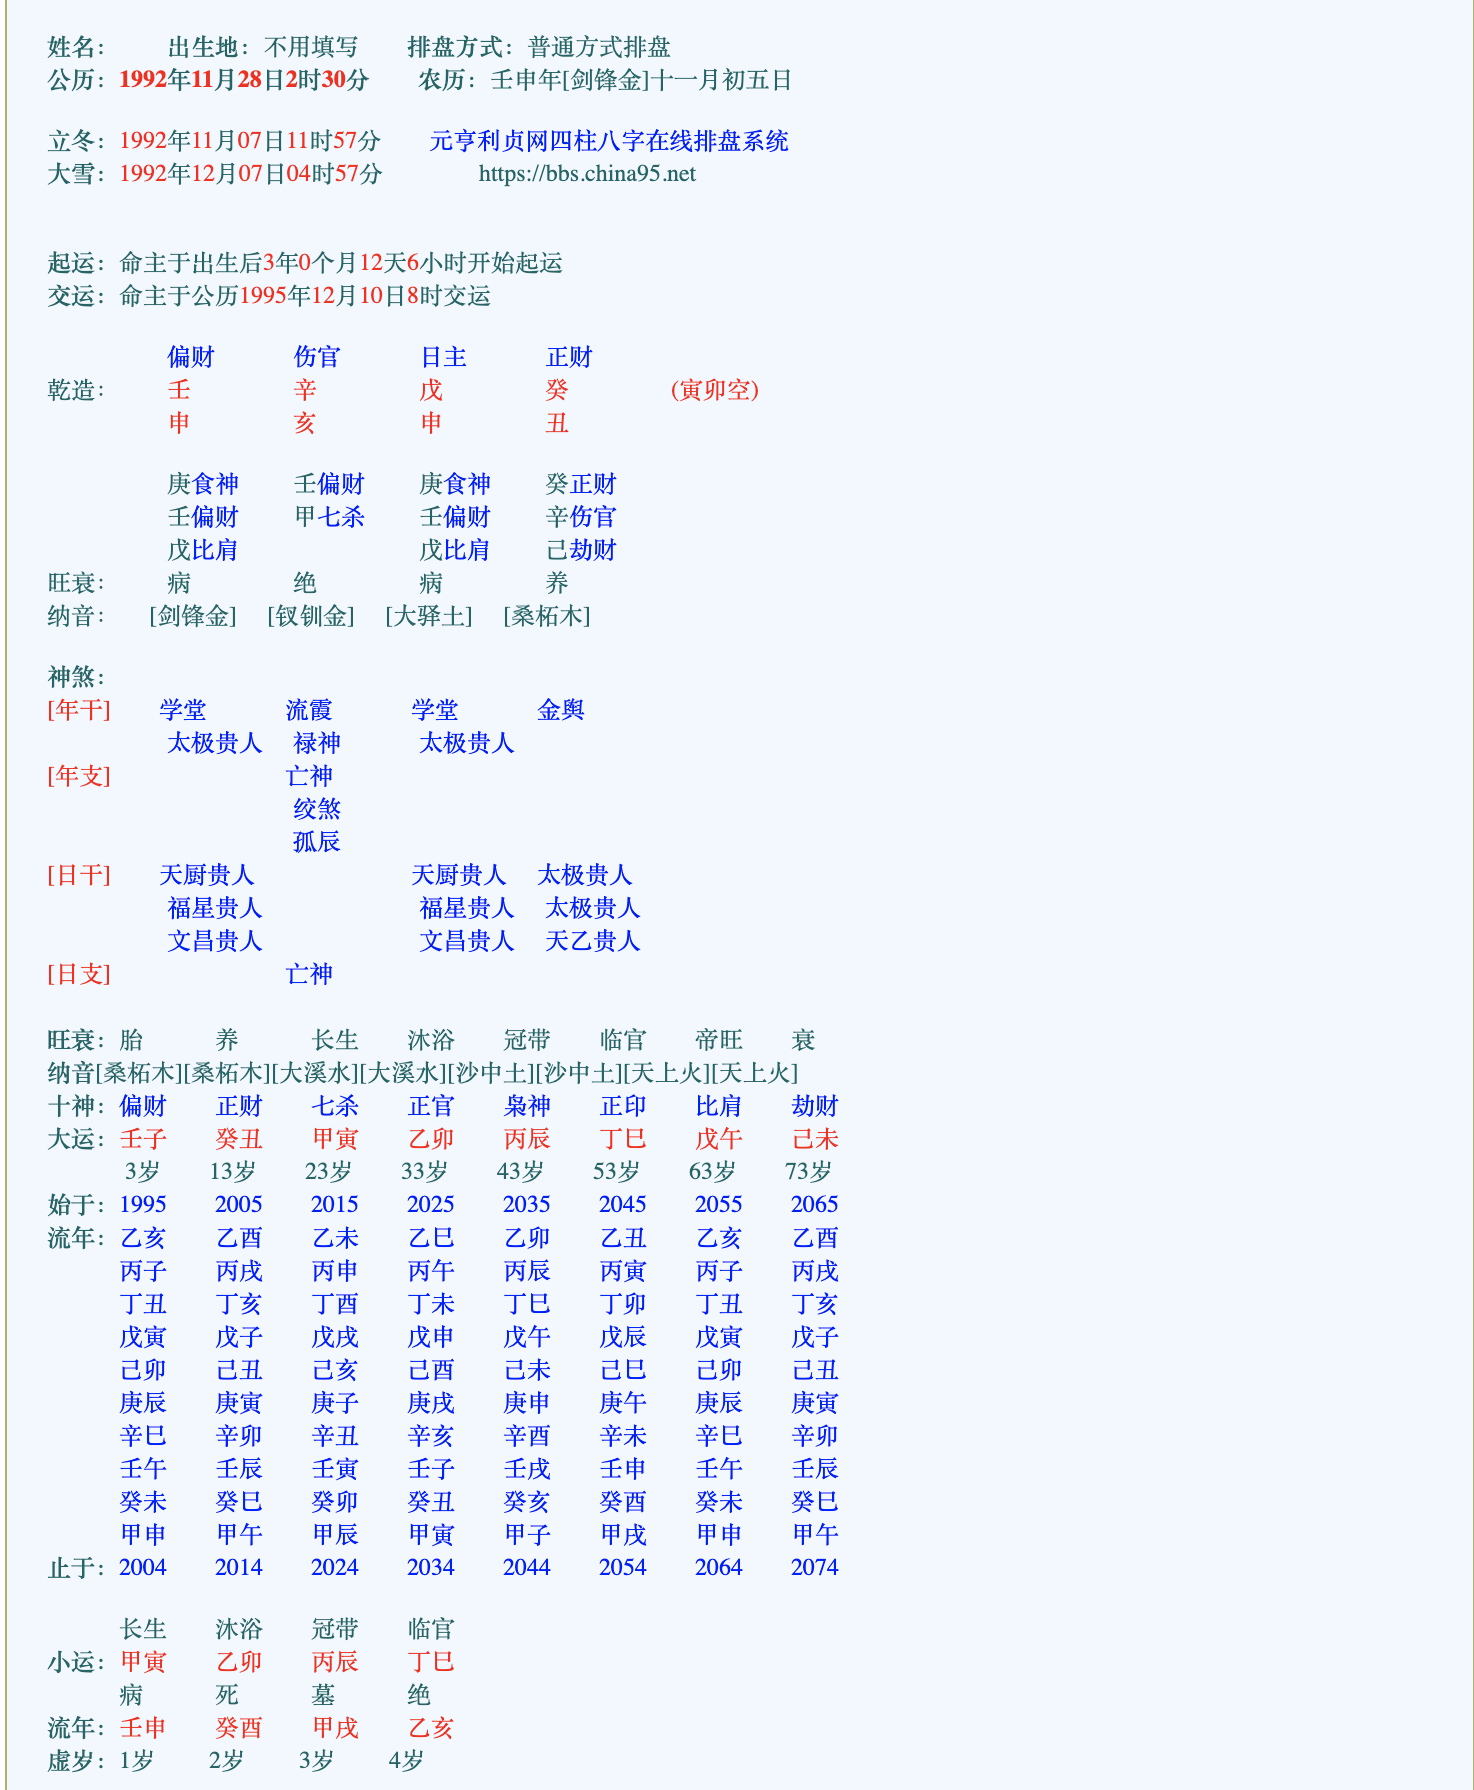 姓名： 出生地：不用填写 排盘方式：普通方式排盘
公历：1992年11月28日2时30分 农历：壬申年[剑锋金]十一月初五日
立冬：1992年11月07日11时57分 元亨利贞网四柱八字在线排盘系统
大雪：1992年12月07日04时57分 https://bbs.china95.net
起运：命主于出生后3年0个月12天6小时开始起运
交运：命主于公历1995年12月10日8时交运
偏财 伤官 日主 正财
乾造： 壬 辛 戊 癸 (寅卯空)
申 亥 申 丑
庚食神 壬偏财 庚食神 癸正财
壬偏财 甲七杀 壬偏财 辛伤官
戊比肩 戊比肩 己劫财
旺衰： 病 绝 病 养
纳音： [剑锋金] [钗钏金] [大驿土] [桑柘木]
神煞：
[年干] 学堂 流霞 学堂 金舆
太极贵人 禄神 太极贵人
[年支] 亡神
绞煞
孤辰
[日干] 天厨贵人 天厨贵人 太极贵人
福星贵人 福星贵人 太极贵人
文昌贵人 文昌贵人 天乙贵人
[日支] 亡神
旺衰：胎 养 长生 沐浴 冠带 临官 帝旺 衰
纳音[桑柘木][桑柘木][大溪水][大溪水][沙中土][沙中土][天上火][天上火]
十神：偏财 正财 七杀 正官 枭神 正印 比肩 劫财
大运：壬子 癸丑 甲寅 乙卯 丙辰 丁巳 戊午 己未
3岁 13岁 23岁 33岁 43岁 53岁 63岁 73岁
始于：1995 2005 2015 2025 2035 2045 2055 2065
流年：乙亥 乙酉 乙未 乙巳 乙卯 乙丑 乙亥 乙酉
丙子 丙戌 丙申 丙午 丙辰 丙寅 丙子 丙戌
丁丑 丁亥 丁酉 丁未 丁巳 丁卯 丁丑 丁亥
戊寅 戊子 戊戌 戊申 戊午 戊辰 戊寅 戊子
己卯 己丑 己亥 己酉 己未 己巳 己卯 己丑
庚辰 庚寅 庚子 庚戌 庚申 庚午 庚辰 庚寅
辛巳 辛卯 辛丑 辛亥 辛酉 辛未 辛巳 辛卯
壬午 壬辰 壬寅 壬子 壬戌 壬申 壬午 壬辰
癸未 癸巳 癸卯 癸丑 癸亥 癸酉 癸未 癸巳
甲申 甲午 甲辰 甲寅 甲子 甲戌 甲申 甲午
止于：2004 2014 2024 2034 2044 2054 2064 2074
长生 沐浴 冠带 临官
小运：甲寅 乙卯 丙辰 丁巳
病 死 墓 绝
流年：壬申 癸酉 甲戌 乙亥
虚岁：1岁 2岁 3岁 4岁